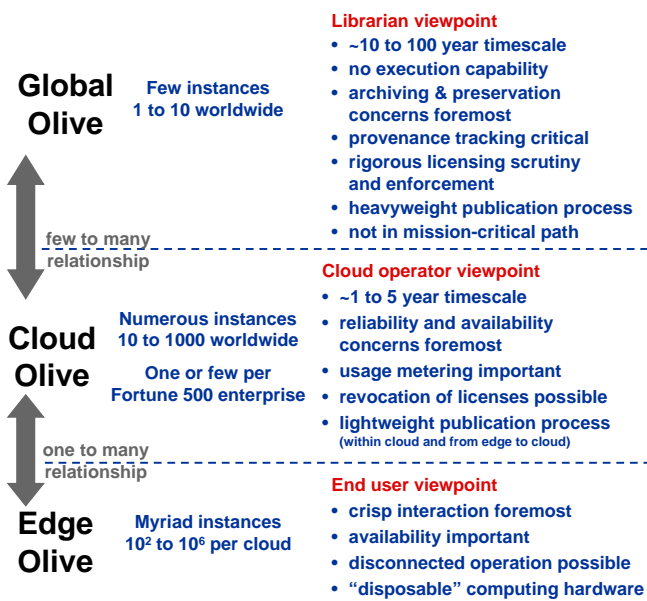 Librarian viewpoint
Global
Olive
Few instances
1 to 10 worldwide
• ~10 to 100 year timescale
• no execution capability
• archiving & preservation
concerns foremost
• provenance tracking critical
• rigorous licensing scrutiny
and enforcement
• heavyweight publication process
• not in mission-critical path
few to many
relationship
Cloud operator viewpoint
Cloud
Olive
Numerous instances
10 to 1000 worldwide
One or few per
Fortune 500 enterprise
• ~1 to 5 year timescale
• reliability and availability
concerns foremost
• usage metering important
• revocation of licenses possible
• lightweight publication process
(within cloud and from edge to cloud)
one to many
relationship
End user viewpoint
Edge
Olive
Myriad instances
10² to 10⁶ per cloud
• crisp interaction foremost
• availability important
• disconnected operation possible
• “disposable” computing hardware